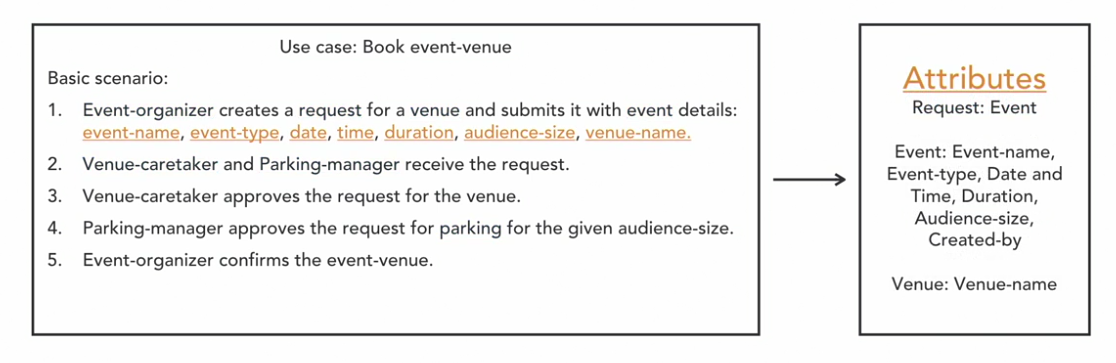 Use case: Book event-venue
Basic scenario:
1. Event-organizer creates a request for a venue and submits it with event details:
event-name, event-type, date, time, duration, audience-size, venue-name.
2. Venue-caretaker and Parking-manager receive the request.
3. Venue-caretaker approves the request for the venue.
4. Parking-manager approves the request for parking for the given audience-size.
5. Event-organizer confirms the event-venue.
Attributes
Request: Event
Event: Event-name,
Event-type, Date and
Time, Duration,
Audience-size,
Created-by
Venue: Venue-name